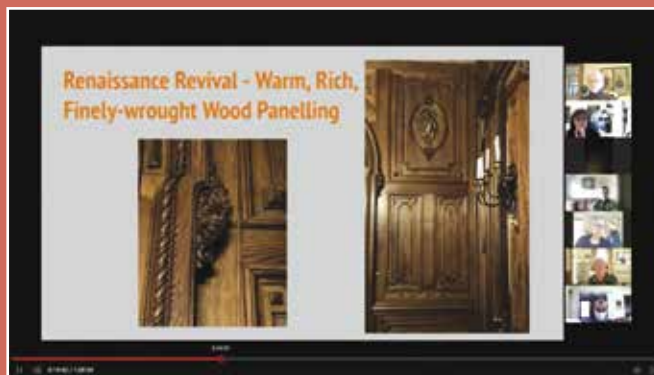 Renaissance Revival - Warm, Rich,
Finely-wrought Wood Panelling